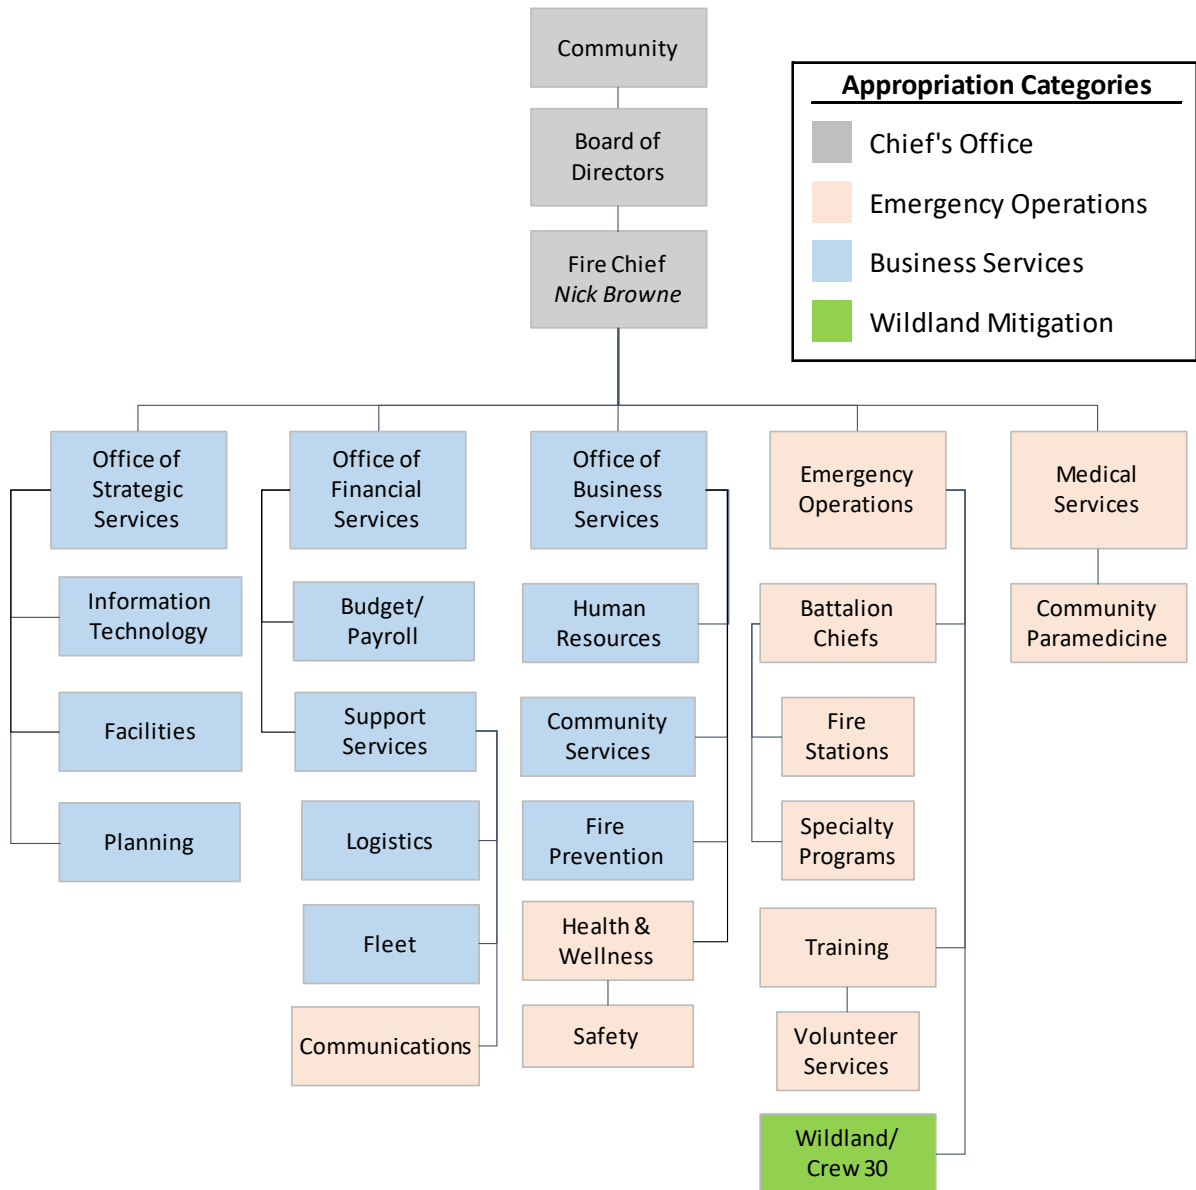 Community
Board of
Directors
Fire Chief
Nick Browne
Appropriation Categories
Chief's Office
Emergency Operations
Business Services
Wildland Mitigation
Office of
Strategic
Services
Information
Technology
Facilities
Planning
Office of
Financial
Services
Budget/
Payroll
Support
Services
Logistics
Fleet
Communications
Office of
Business
Services
Human
Resources
Community
Services
Fire
Prevention
Health &
Wellness
Safety
Emergency
Operations
Battalion
Chiefs
Fire
Stations
Specialty
Programs
Training
Volunteer
Services
Wildland/
Crew 30
Medical
Services
Community
Paramedicine